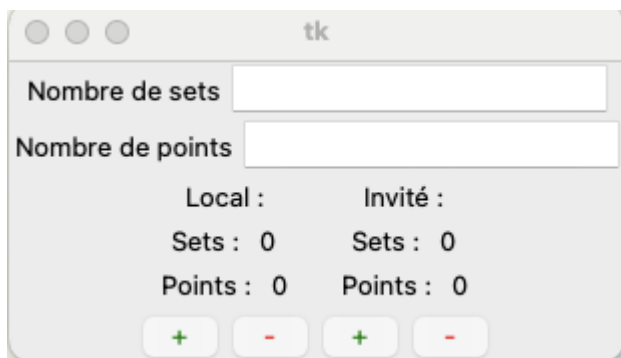 tk
Nombre de sets
Nombre de points
Local : Invité :
Sets : 0 Sets : 0
Points : 0 Points : 0
+ - + -